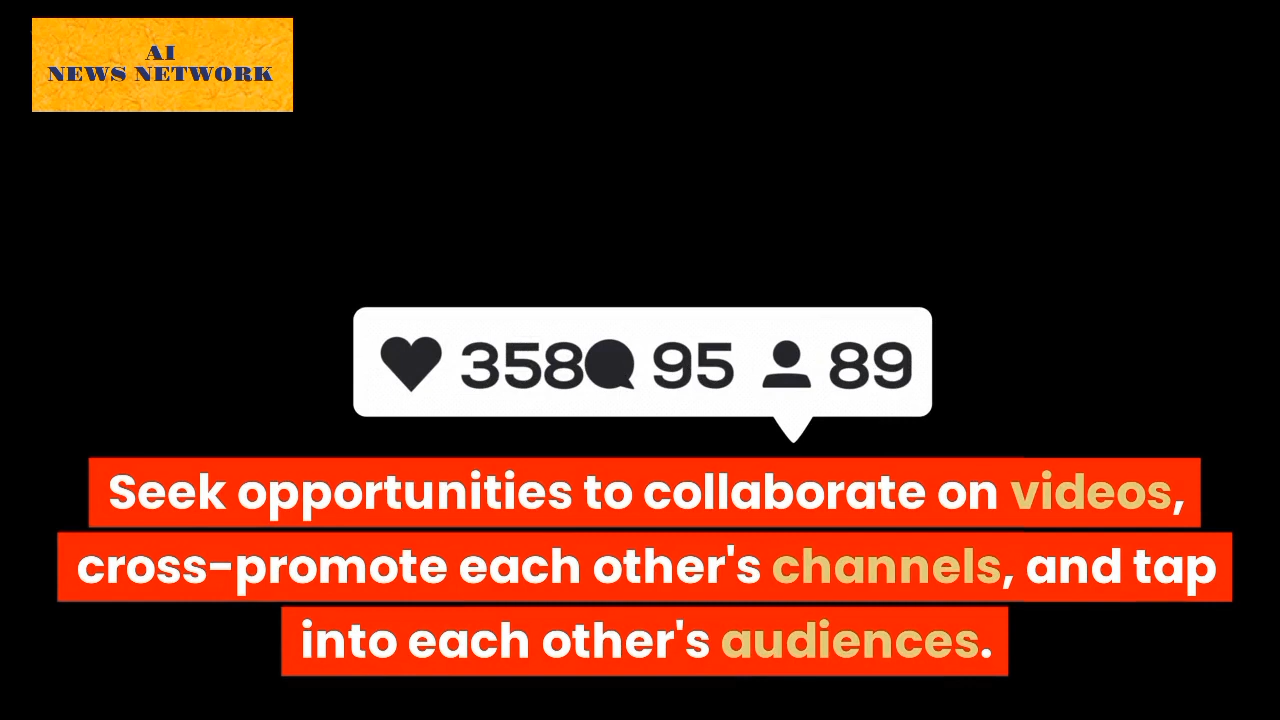 AI
NEWS NETWORK
358 95 89
Seek opportunities to collaborate on videos,
cross-promote each other's channels, and tap
into each other's audiences.